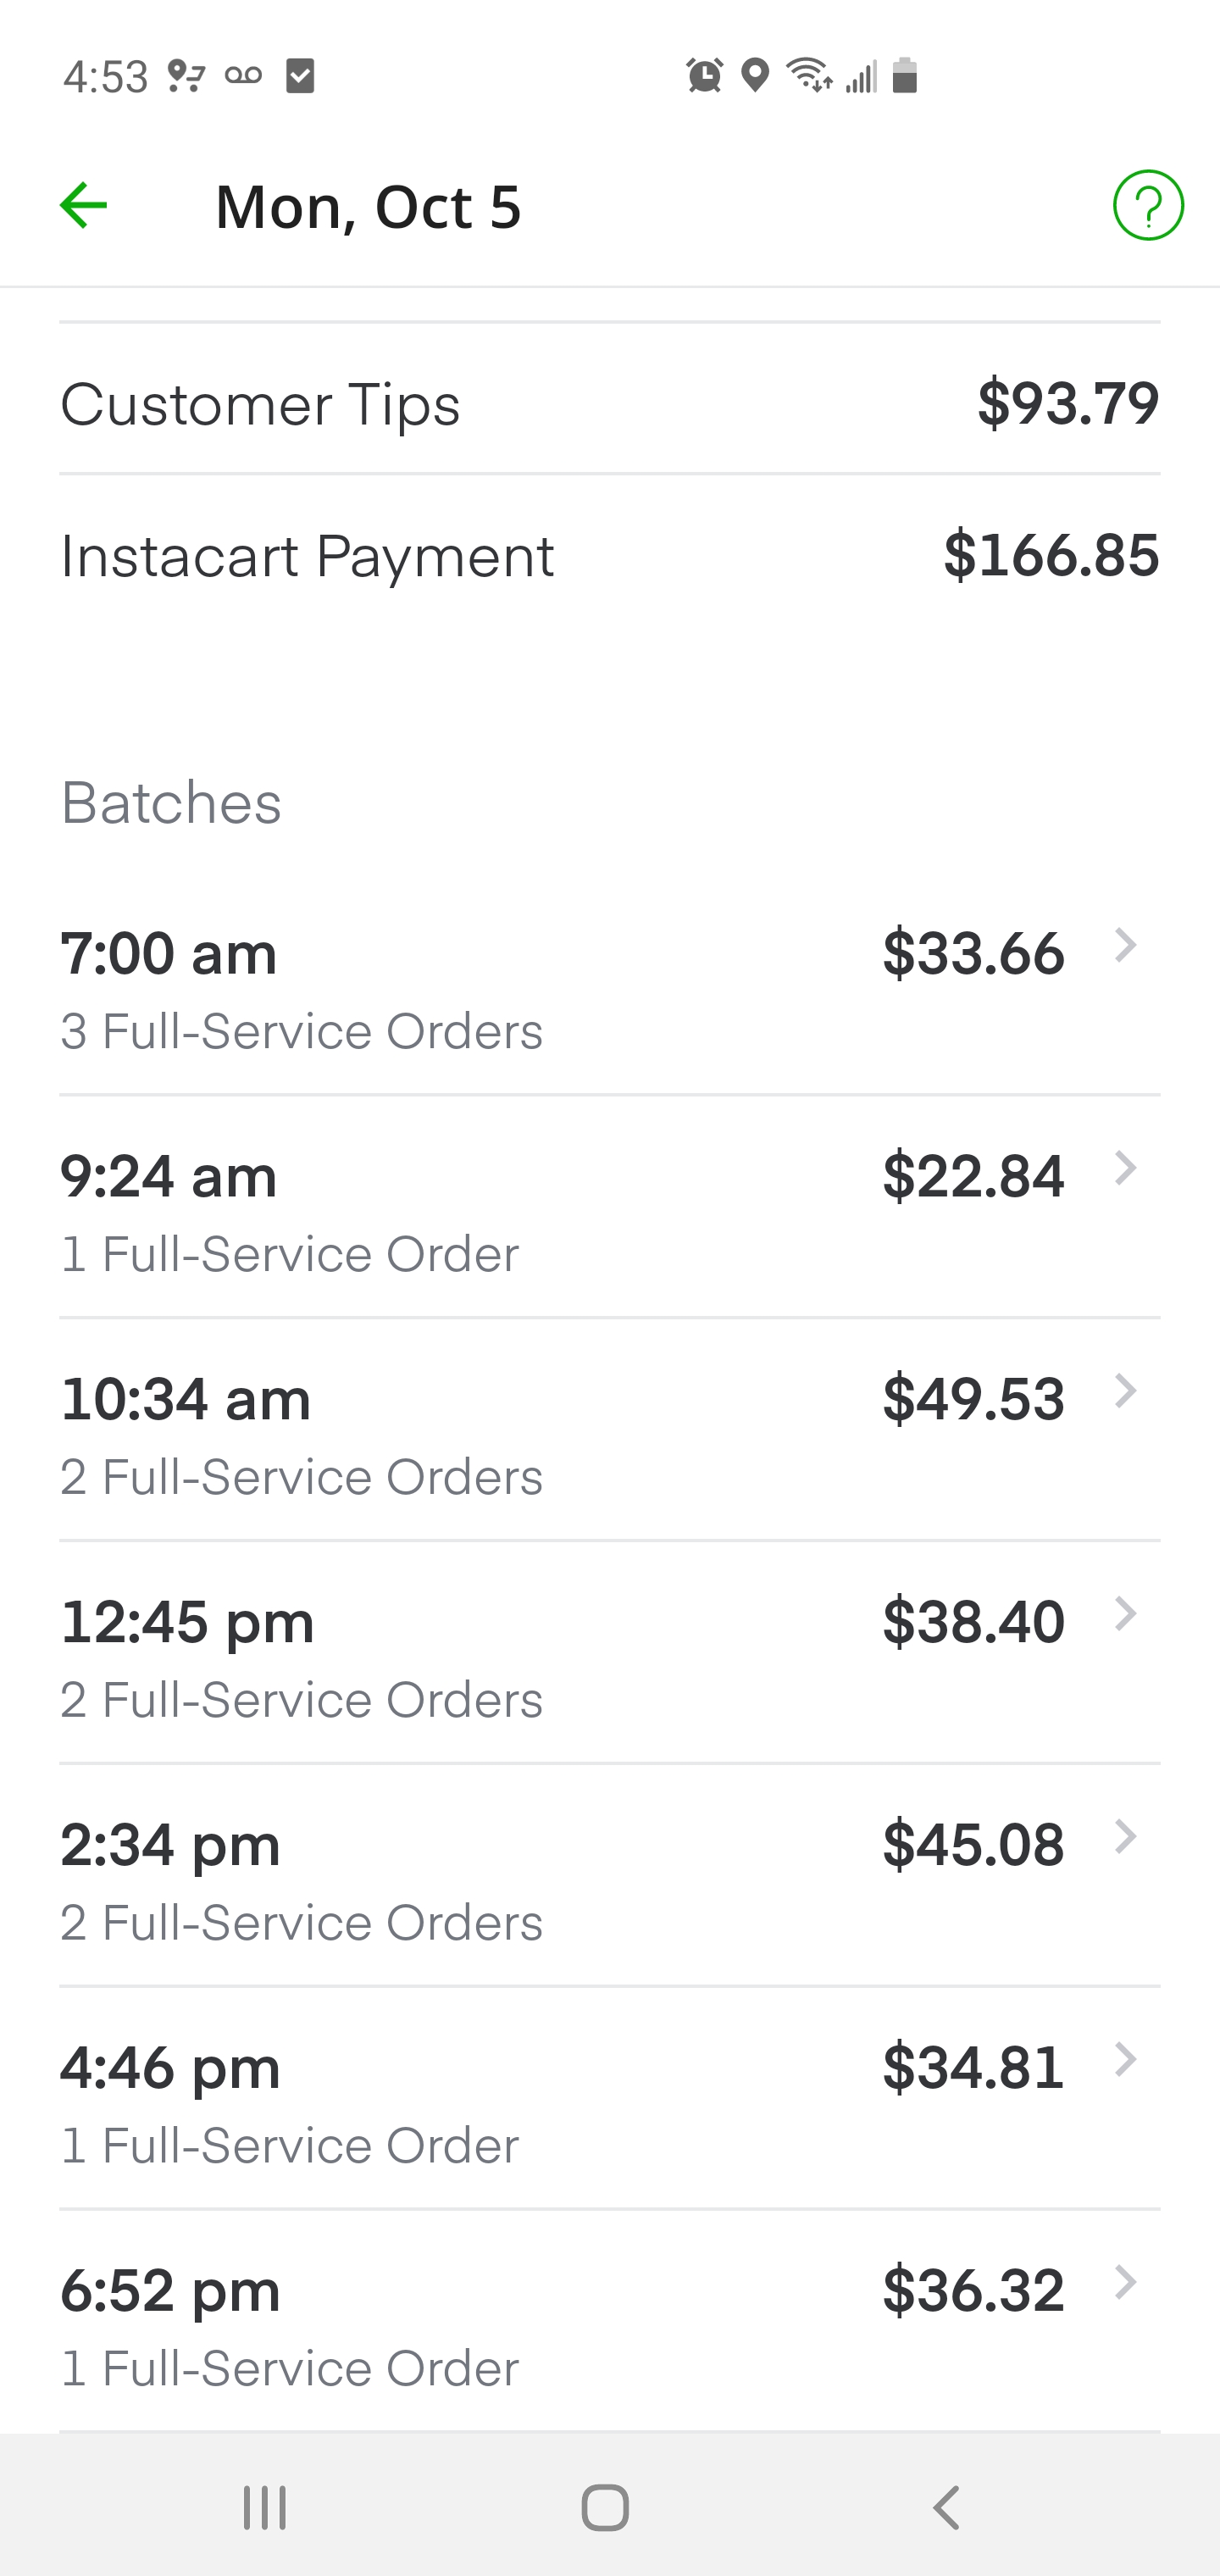 4:53
Mon, Oct 5
?
Customer Tips $93.79
Instacart Payment $166.85
Batches
7:00 am $33.66
3 Full-Service Orders
9:24 am $22.84
1 Full-Service Order
10:34 am $49.53
2 Full-Service Orders
12:45 pm $38.40
2 Full-Service Orders
2:34 pm $45.08
2 Full-Service Orders
4:46 pm $34.81
1 Full-Service Order
6:52 pm $36.32
1 Full-Service Order